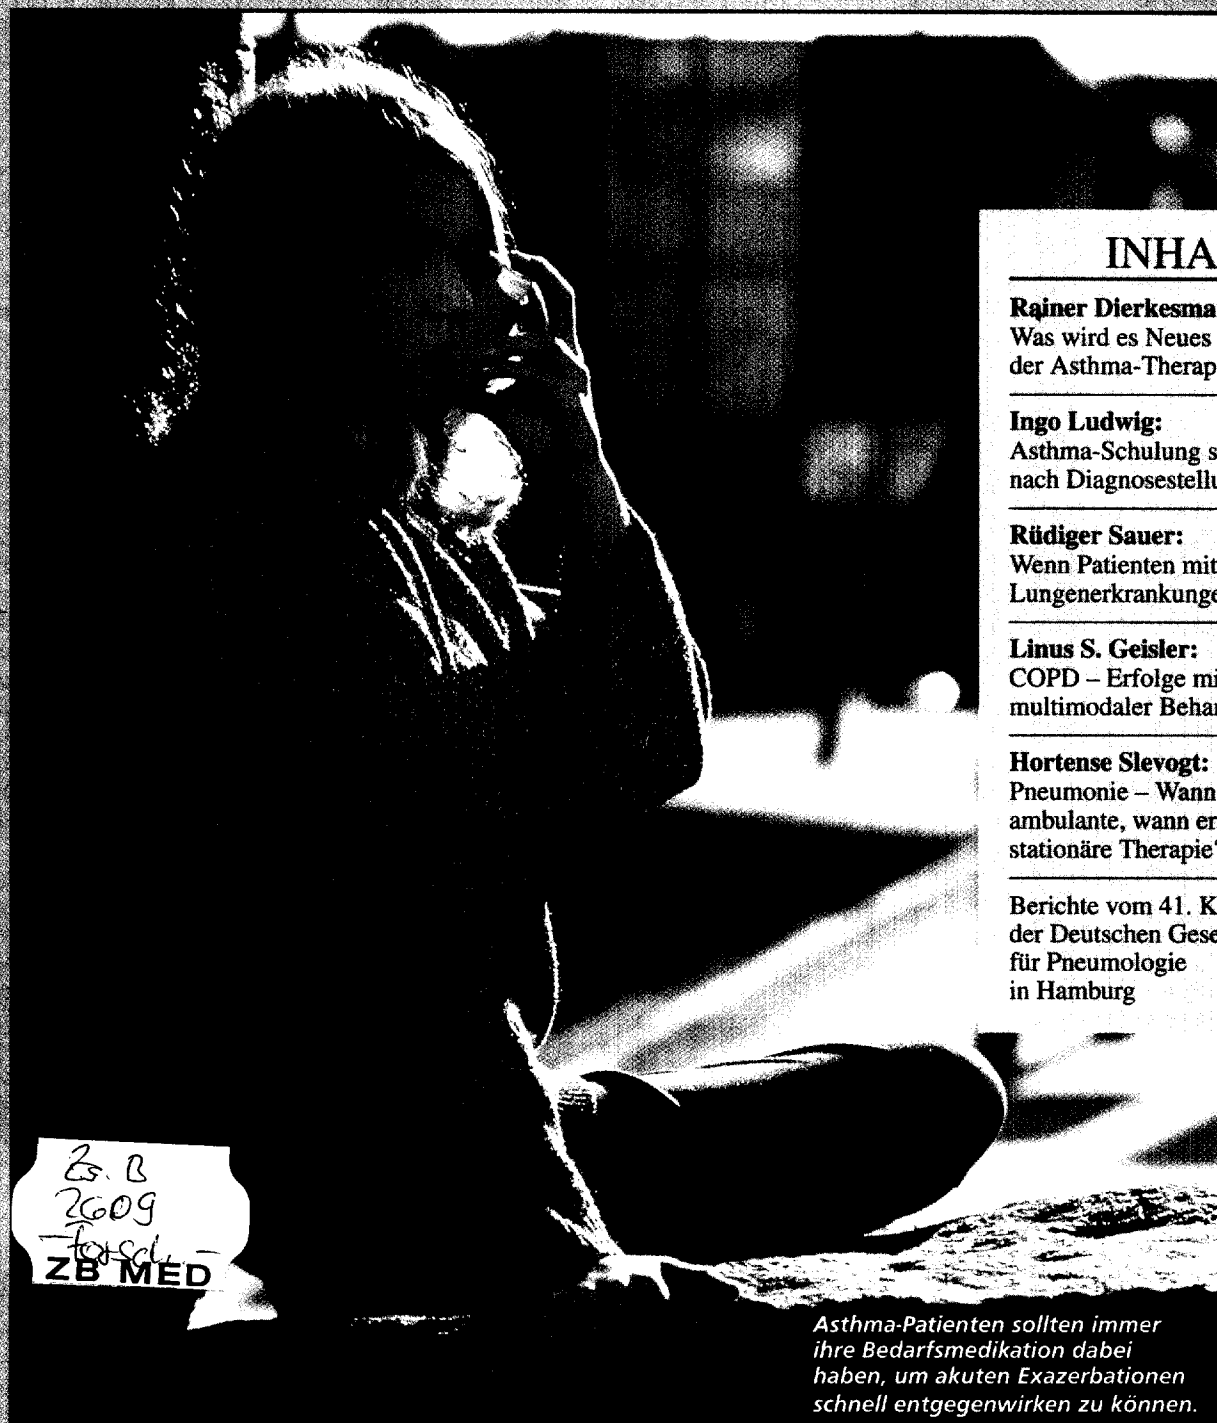 INHA
Rainer Dierkesma
Was wird es Neues
der Asthma-Therap
Ingo Ludwig:
Asthma-Schulung s
nach Diagnosestellu
Rüdiger Sauer:
Wenn Patienten mit
Lungenerkrankunge
Linus S. Geisler:
COPD – Erfolge mi
multimodaler Behar
Hortense Slevogt:
Pneumonie – Wann
ambulante, wann er
stationäre Therapie?
Berichte vom 41. K
der Deutschen Gese
für Pneumologie
in Hamburg
Zs. B
2609
ZB MED
Asthma-Patienten sollten immer
ihre Bedarfsmedikation dabei
haben, um akuten Exazerbationen
schnell entgegenwirken zu können.